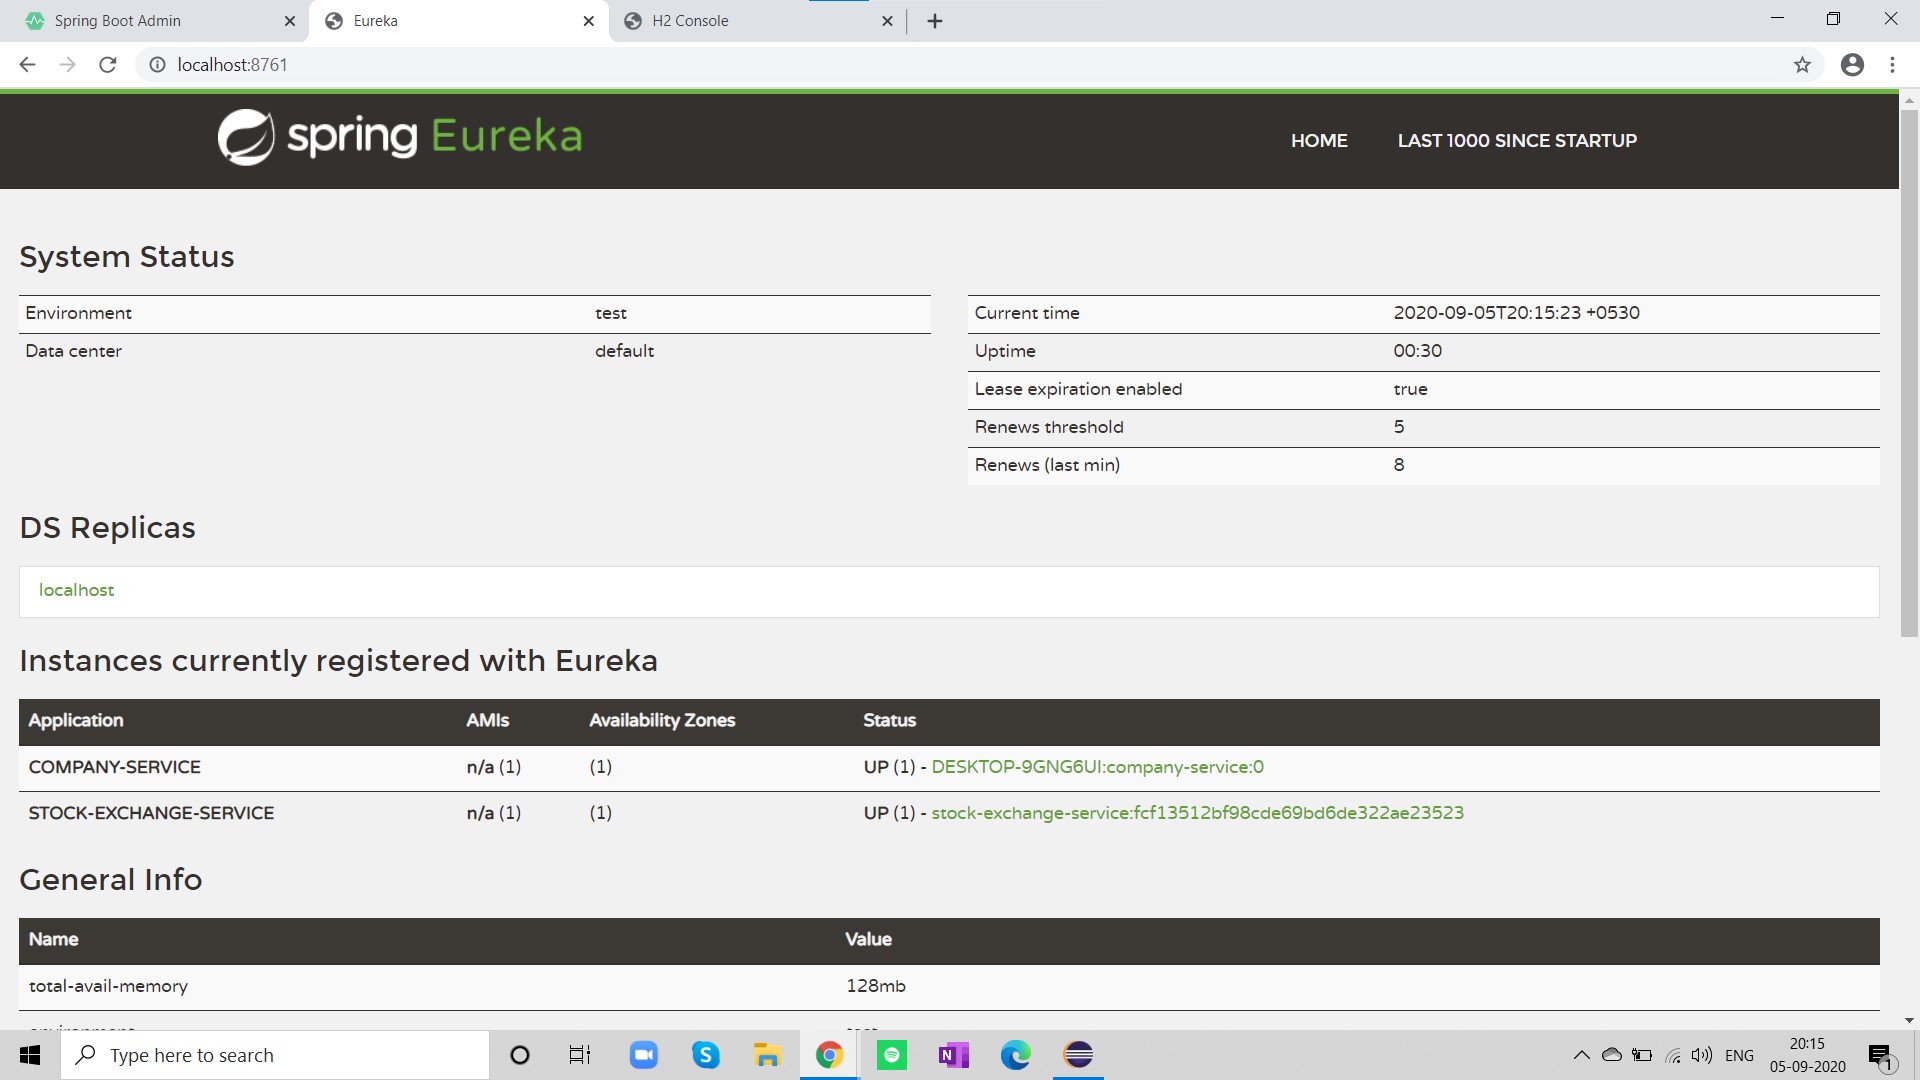 Spring Boot Admin
Eureka
H2 Console
localhost:8761
spring Eureka
HOME
LAST 1000 SINCE STARTUP
System Status
Environment test
Data center default
Current time 2020-09-05T20:15:23 +0530
Uptime 00:30
Lease expiration enabled true
Renews threshold 5
Renews (last min) 8
DS Replicas
localhost
Instances currently registered with Eureka
Application AMIs Availability Zones Status
COMPANY-SERVICE n/a (1) (1) UP (1) - DESKTOP-9GNG6UI:company-service:0
STOCK-EXCHANGE-SERVICE n/a (1) (1) UP (1) - stock-exchange-service:fcf13512bf98cde69bd6de322ae23523
General Info
Name Value
total-avail-memory 128mb
Type here to search
N
S
ENG
20:15
05-09-2020
1